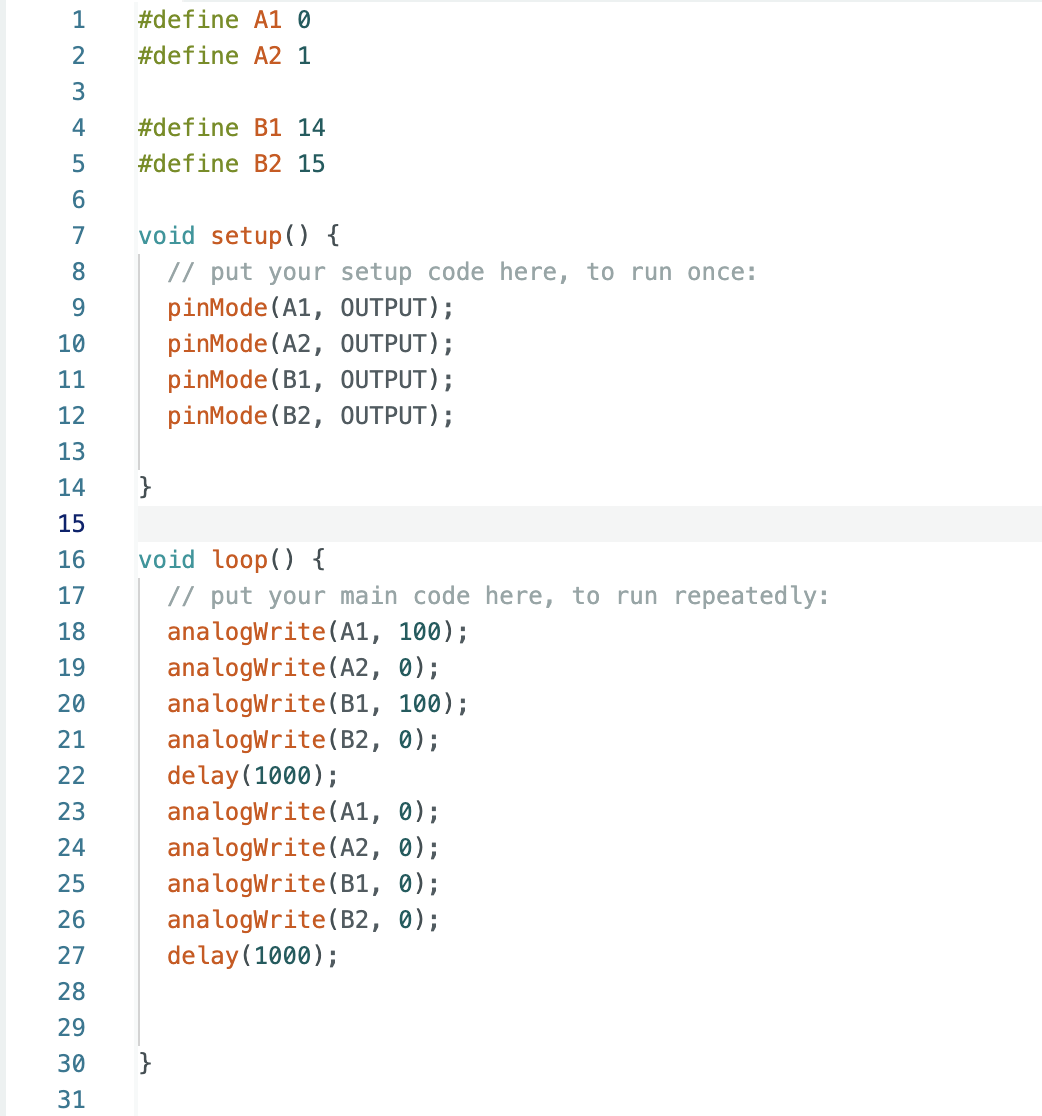 1 #define A1 0
2 #define A2 1
3
4 #define B1 14
5 #define B2 15
6
7 void setup() {
8   // put your setup code here, to run once:
9   pinMode(A1, OUTPUT);
10   pinMode(A2, OUTPUT);
11   pinMode(B1, OUTPUT);
12   pinMode(B2, OUTPUT);
13
14 }
15
16 void loop() {
17   // put your main code here, to run repeatedly:
18   analogWrite(A1, 100);
19   analogWrite(A2, 0);
20   analogWrite(B1, 100);
21   analogWrite(B2, 0);
22   delay(1000);
23   analogWrite(A1, 0);
24   analogWrite(A2, 0);
25   analogWrite(B1, 0);
26   analogWrite(B2, 0);
27   delay(1000);
28
29
30 }
31